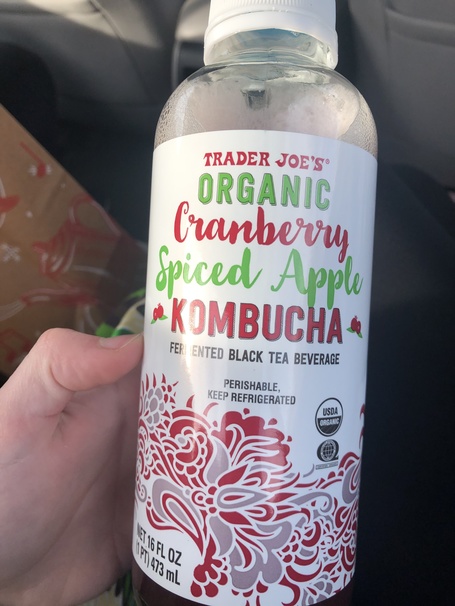 TRADER JOE'S®
ORGANIC
Cranberry
Spiced Apple
KOMBUCHA
FERMENTED BLACK TEA BEVERAGE
PERISHABLE,
KEEP REFRIGERATED
USDA
ORGANIC
NET 16 FL OZ
(1 PT) 473 mL